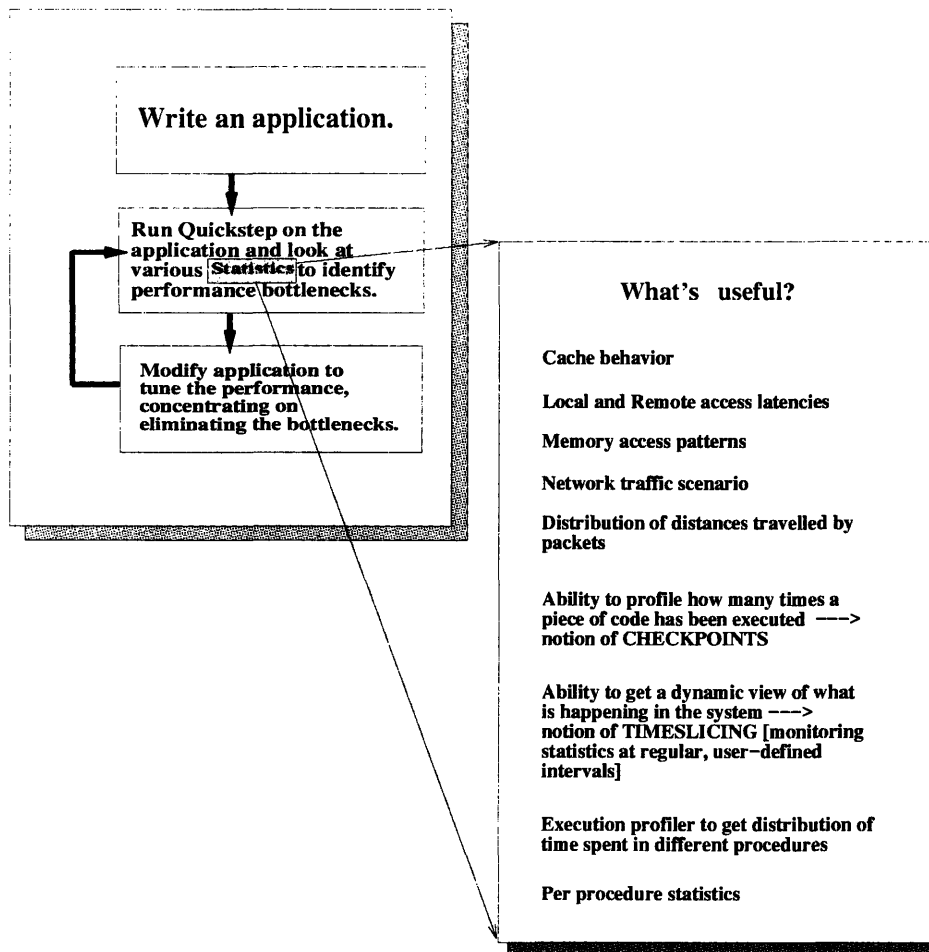 Write an application.
Run Quickstep on the
application and look at
various Statistics to identify
performance bottlenecks.
Modify application to
tune the performance,
concentrating on
eliminating the bottlenecks.
What's useful?
Cache behavior
Local and Remote access latencies
Memory access patterns
Network traffic scenario
Distribution of distances travelled by
packets
Ability to profile how many times a
piece of code has been executed --->
notion of CHECKPOINTS
Ability to get a dynamic view of what
is happening in the system --->
notion of TIMESLICING [monitoring
statistics at regular, user-defined
intervals]
Execution profiler to get distribution of
time spent in different procedures
Per procedure statistics